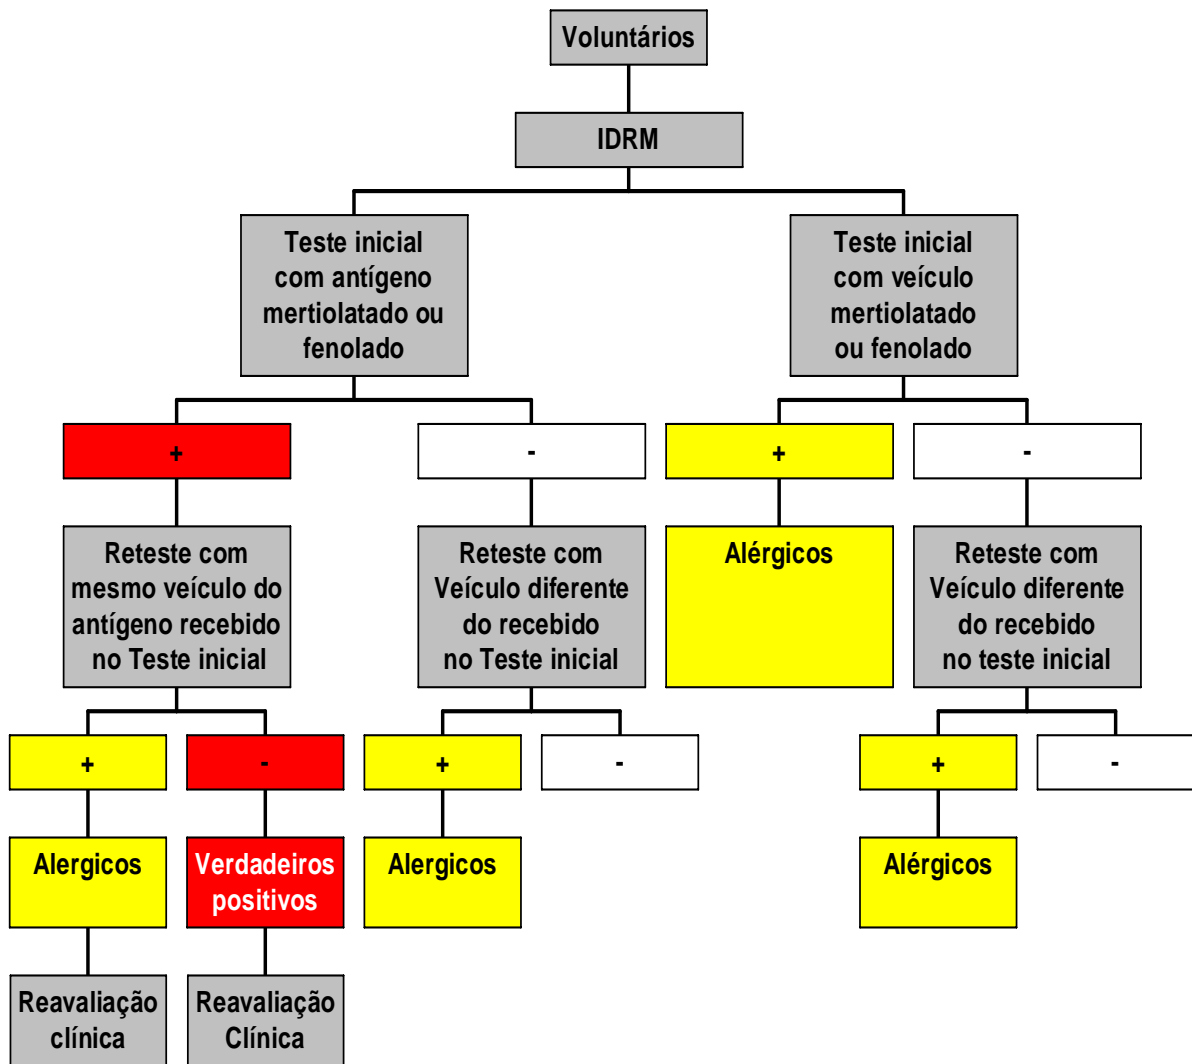 Voluntários
IDRM
Teste inicial
com antígeno
mertiolatado ou
fenolado
Teste inicial
com veículo
mertiolatado
ou fenolado
+
-
+
-
Reteste com
mesmo veículo do
antígeno recebido
no Teste inicial
Reteste com
Veículo diferente
do recebido
no Teste inicial
Alérgicos
Reteste com
Veículo diferente
do recebido
no teste inicial
+
-
+
-
+
-
Alergicos
Verdadeiros
positivos
Alergicos
Alérgicos
Reavaliação
clínica
Reavaliação
Clínica